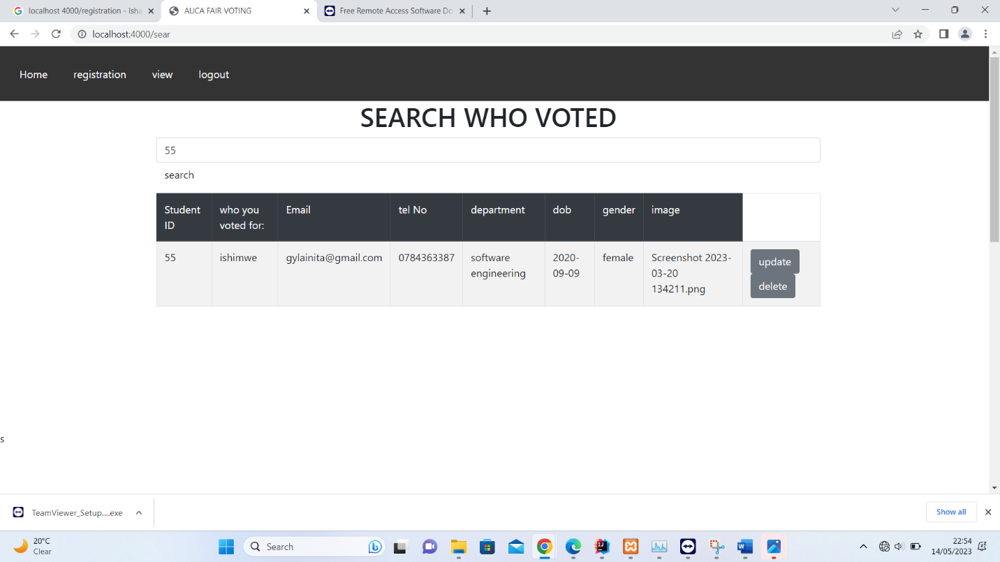 localhost 4000/registration - Isha
AUCA FAIR VOTING
Free Remote Access Software Do
localhost:4000/sear
Home registration view logout
SEARCH WHO VOTED
55
search
Student ID
who you voted for:
Email
tel No
department
dob
gender
image
55
ishimwe
gylainita@gmail.com
0784363387
software engineering
2020-09-09
female
Screenshot 2023-03-20 134211.png
update
delete
s
TeamViewer_Setup....exe
Show all
20°C
Clear
Search
22:54
14/05/2023